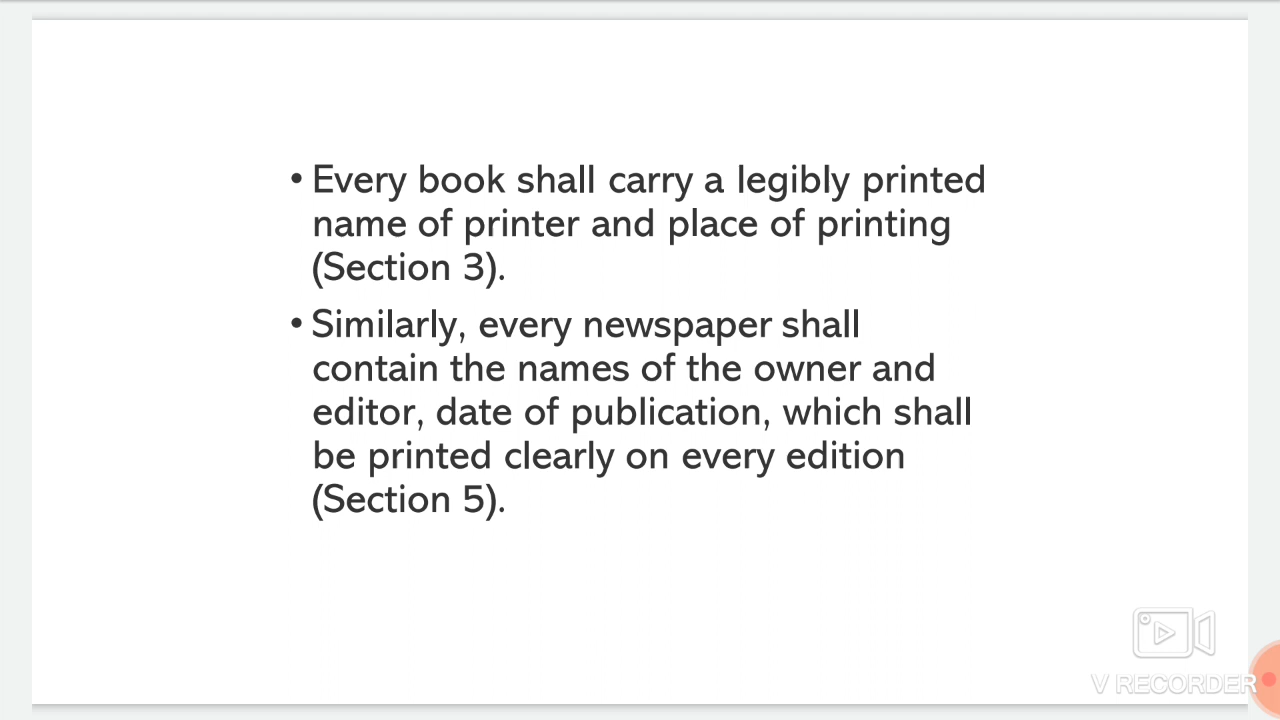 • Every book shall carry a legibly printed
name of printer and place of printing
(Section 3).
• Similarly, every newspaper shall
contain the names of the owner and
editor, date of publication, which shall
be printed clearly on every edition
(Section 5).
V RECORDER